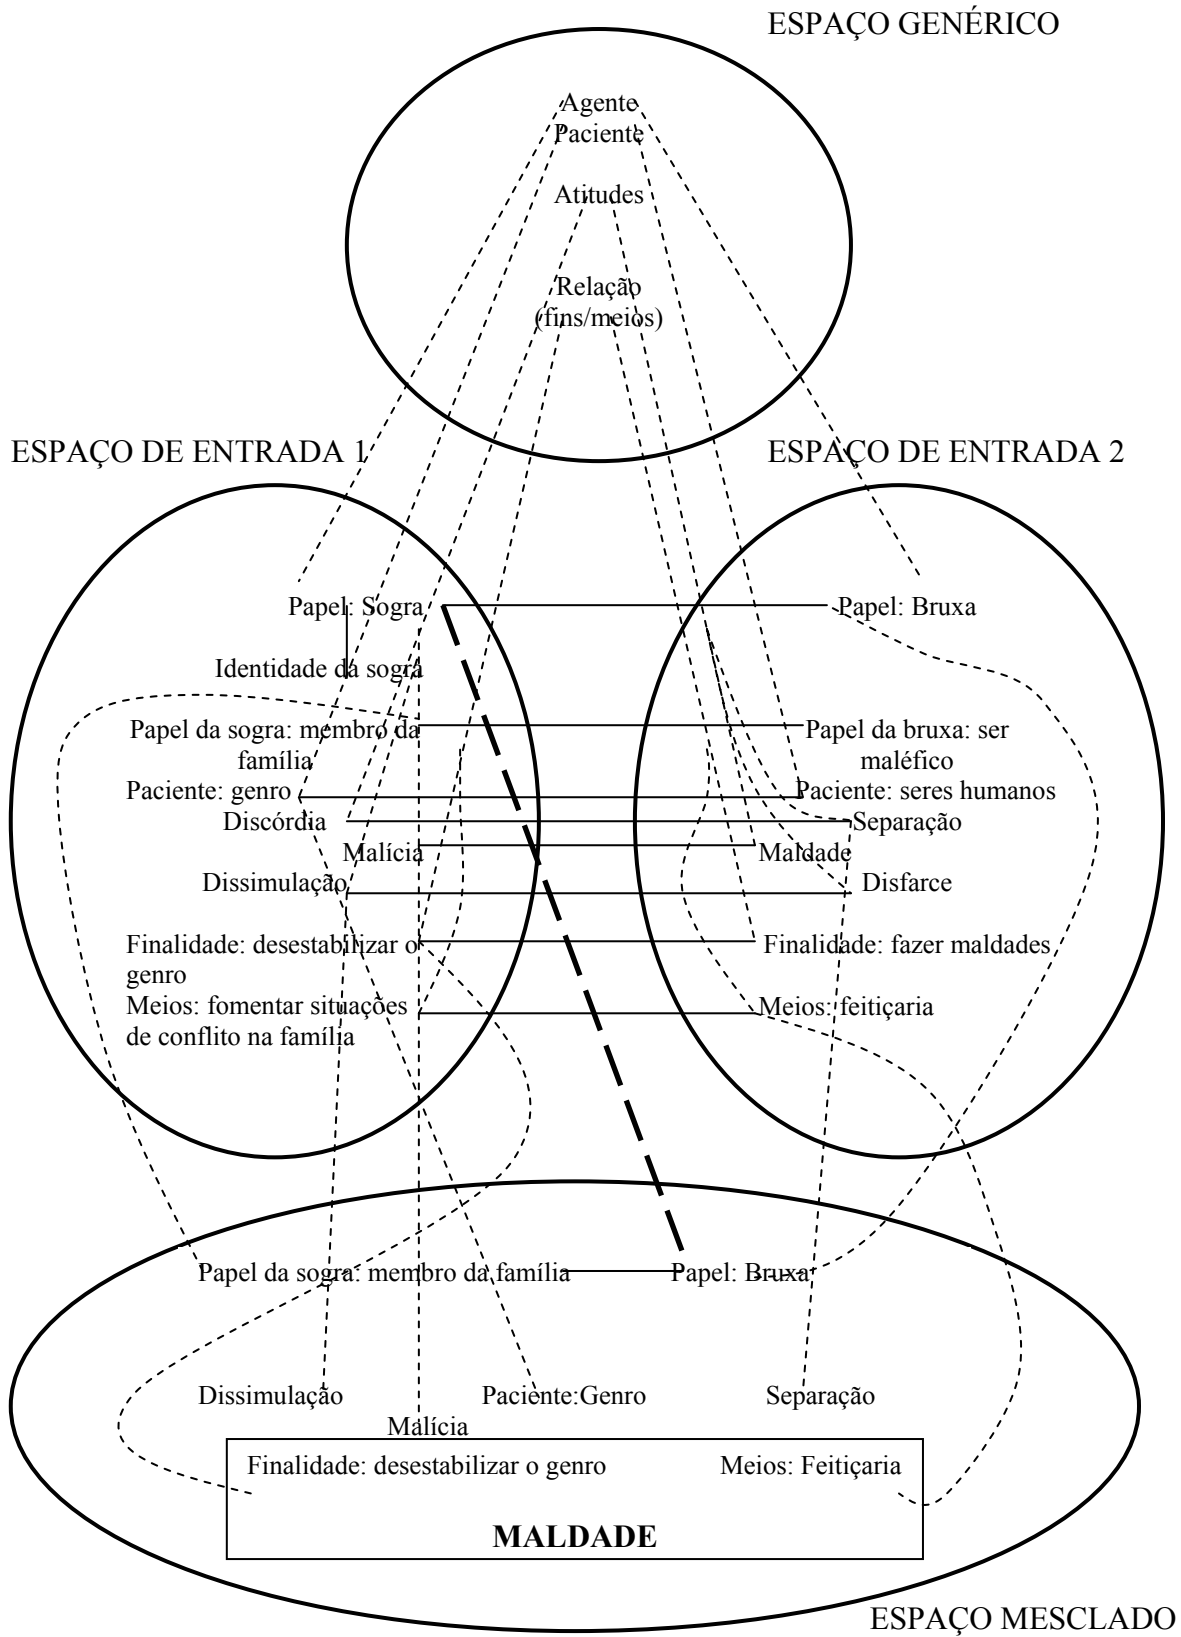 ESPAÇO GENÉRICO
Agente
Paciente
Atitudes
Relação
(fins/meios)
ESPAÇO DE ENTRADA 1
Papel: Sogra
Identidade da sogra
Papel da sogra: membro da
família
Paciente: genro
Discórdia
Malícia
Dissimulação
Finalidade: desestabilizar o
genro
Meios: fomentar situações
de conflito na família
ESPAÇO DE ENTRADA 2
Papel: Bruxa
Papel da bruxa: ser
maléfico
Paciente: seres humanos
Separação
Maldade
Disfarce
Finalidade: fazer maldades
Meios: feitiçaria
Papel da sogra: membro da família
Papel: Bruxa
Dissimulação
Paciente:Genro
Separação
Malícia
Finalidade: desestabilizar o genro
Meios: Feitiçaria
MALDADE
ESPAÇO MESCLADO